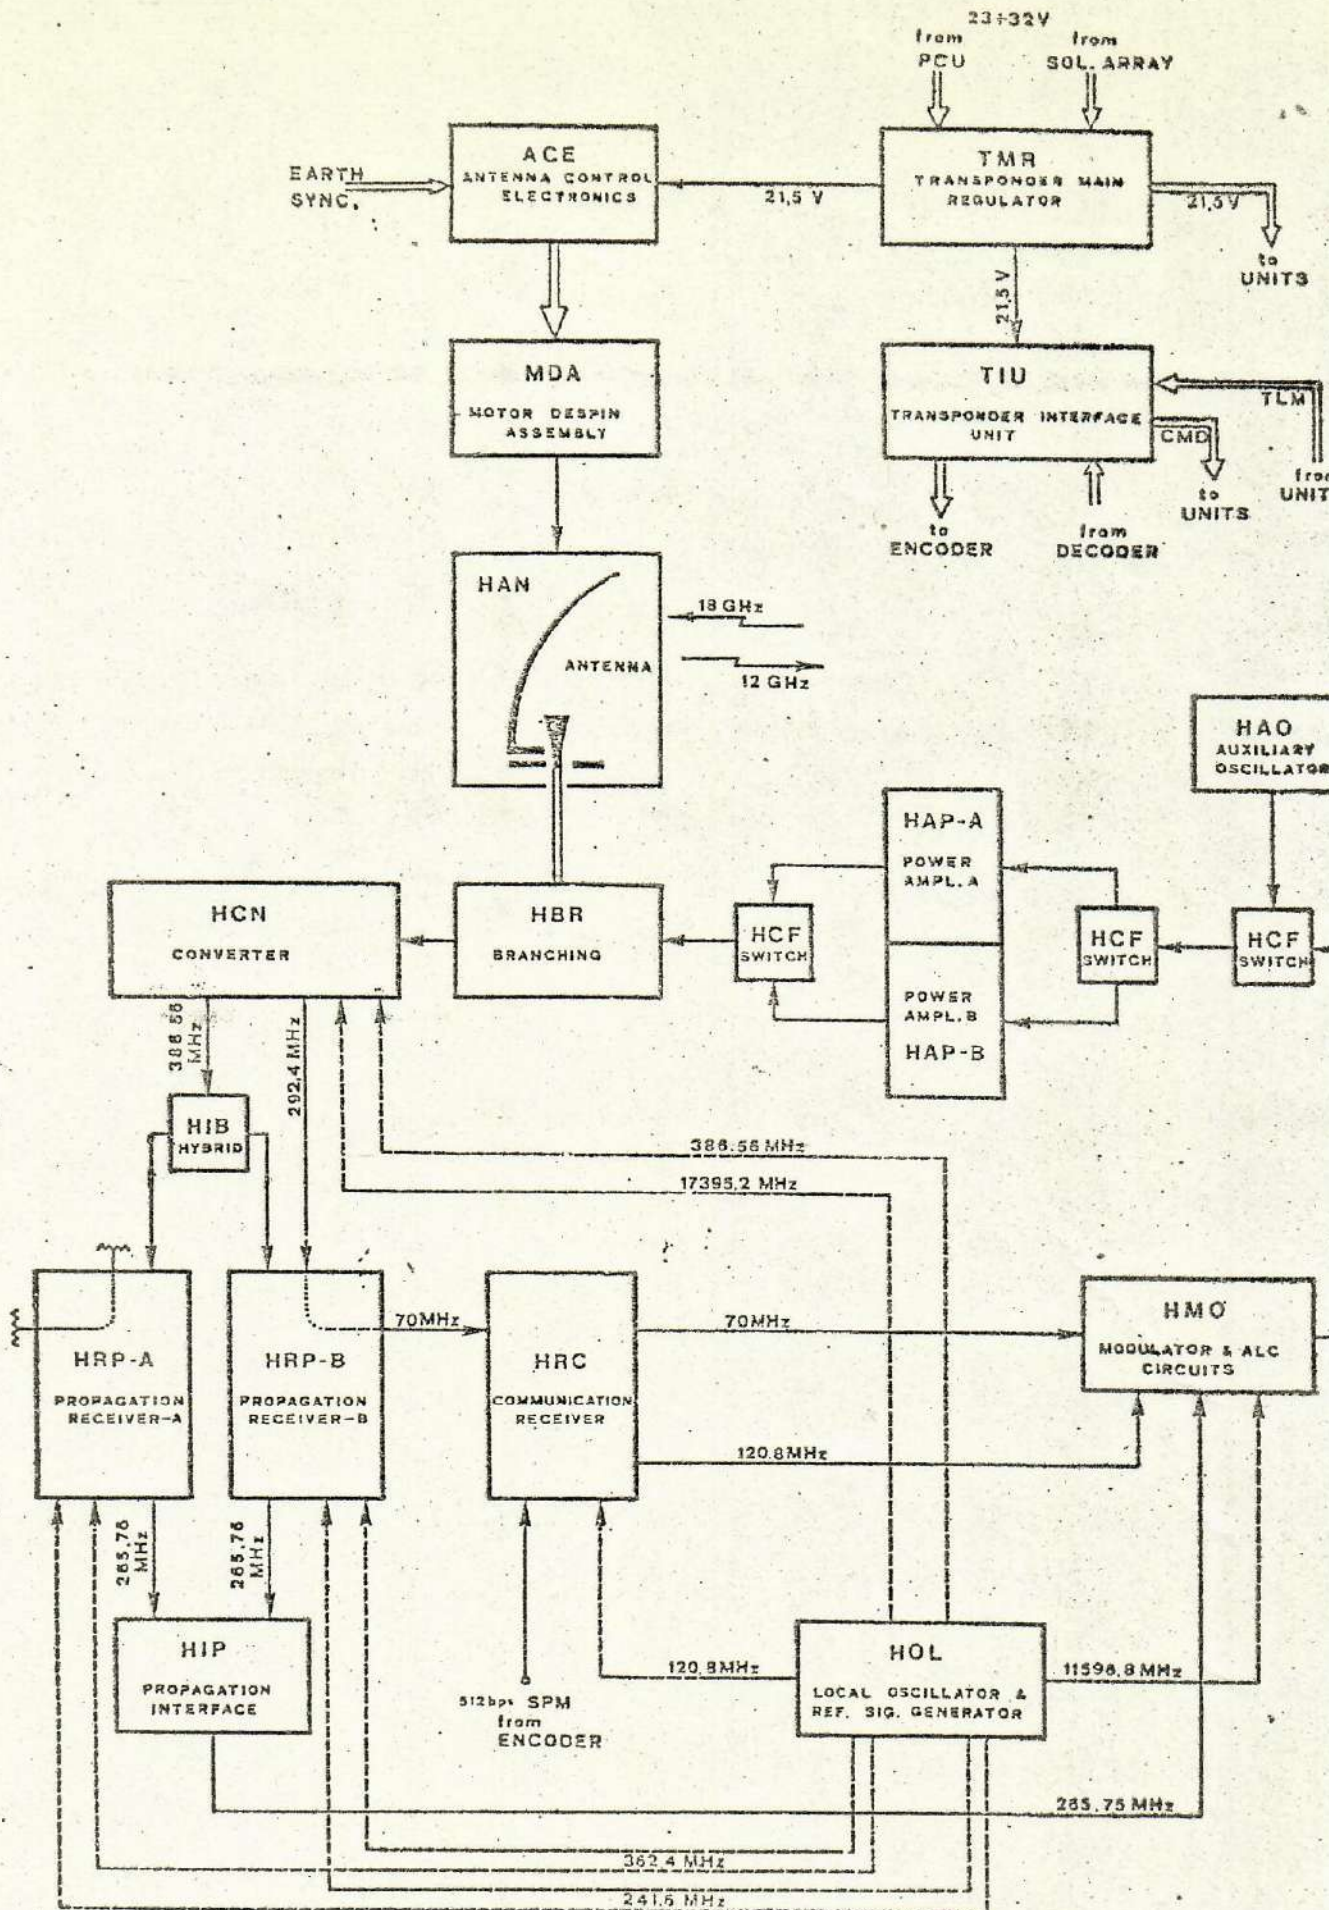 23÷32V
from
PCU
from
SOL. ARRAY
EARTH
SYNC.
ACE
ANTENNA CONTROL
ELECTRONICS
21,5 V
TMR
TRANSPONDER MAIN
REGULATOR
21,5V
to
UNITS
21,5 V
MDA
MOTOR DESPIN
ASSEMBLY
TIU
TRANSPONDER INTERFACE
UNIT
TLM
CMD
to
UNITS
to
ENCODER
from
DECODER
HAN
ANTENNA
18 GHz
12 GHz
HAO
AUXILIARY
OSCILLATOR
HAP-A
POWER
AMPL. A
POWER
AMPL. B
HAP-B
HCN
CONVERTER
HBR
BRANCHING
HCF
SWITCH
HCF
SWITCH
HCF
SWITCH
MHz
292,4 MHz
HIB
HYBRID
386.56 MHz
17395,2 MHz
HRP-A
PROPAGATION
RECEIVER-A
HRP-B
PROPAGATION
RECEIVER-B
70MHz
HRC
COMMUNICATION
RECEIVER
70MHz
HMO
MODULATOR & ALC
CIRCUITS
120.8MHz
265,76
MHz
265,76
MHz
HIP
PROPAGATION
INTERFACE
512bps SPM
from
ENCODER
120,8MHz
HOL
LOCAL OSCILLATOR &
REF. SIG. GENERATOR
11596,8 MHz
265,75 MHz
362,4 MHz
241,6 MHz